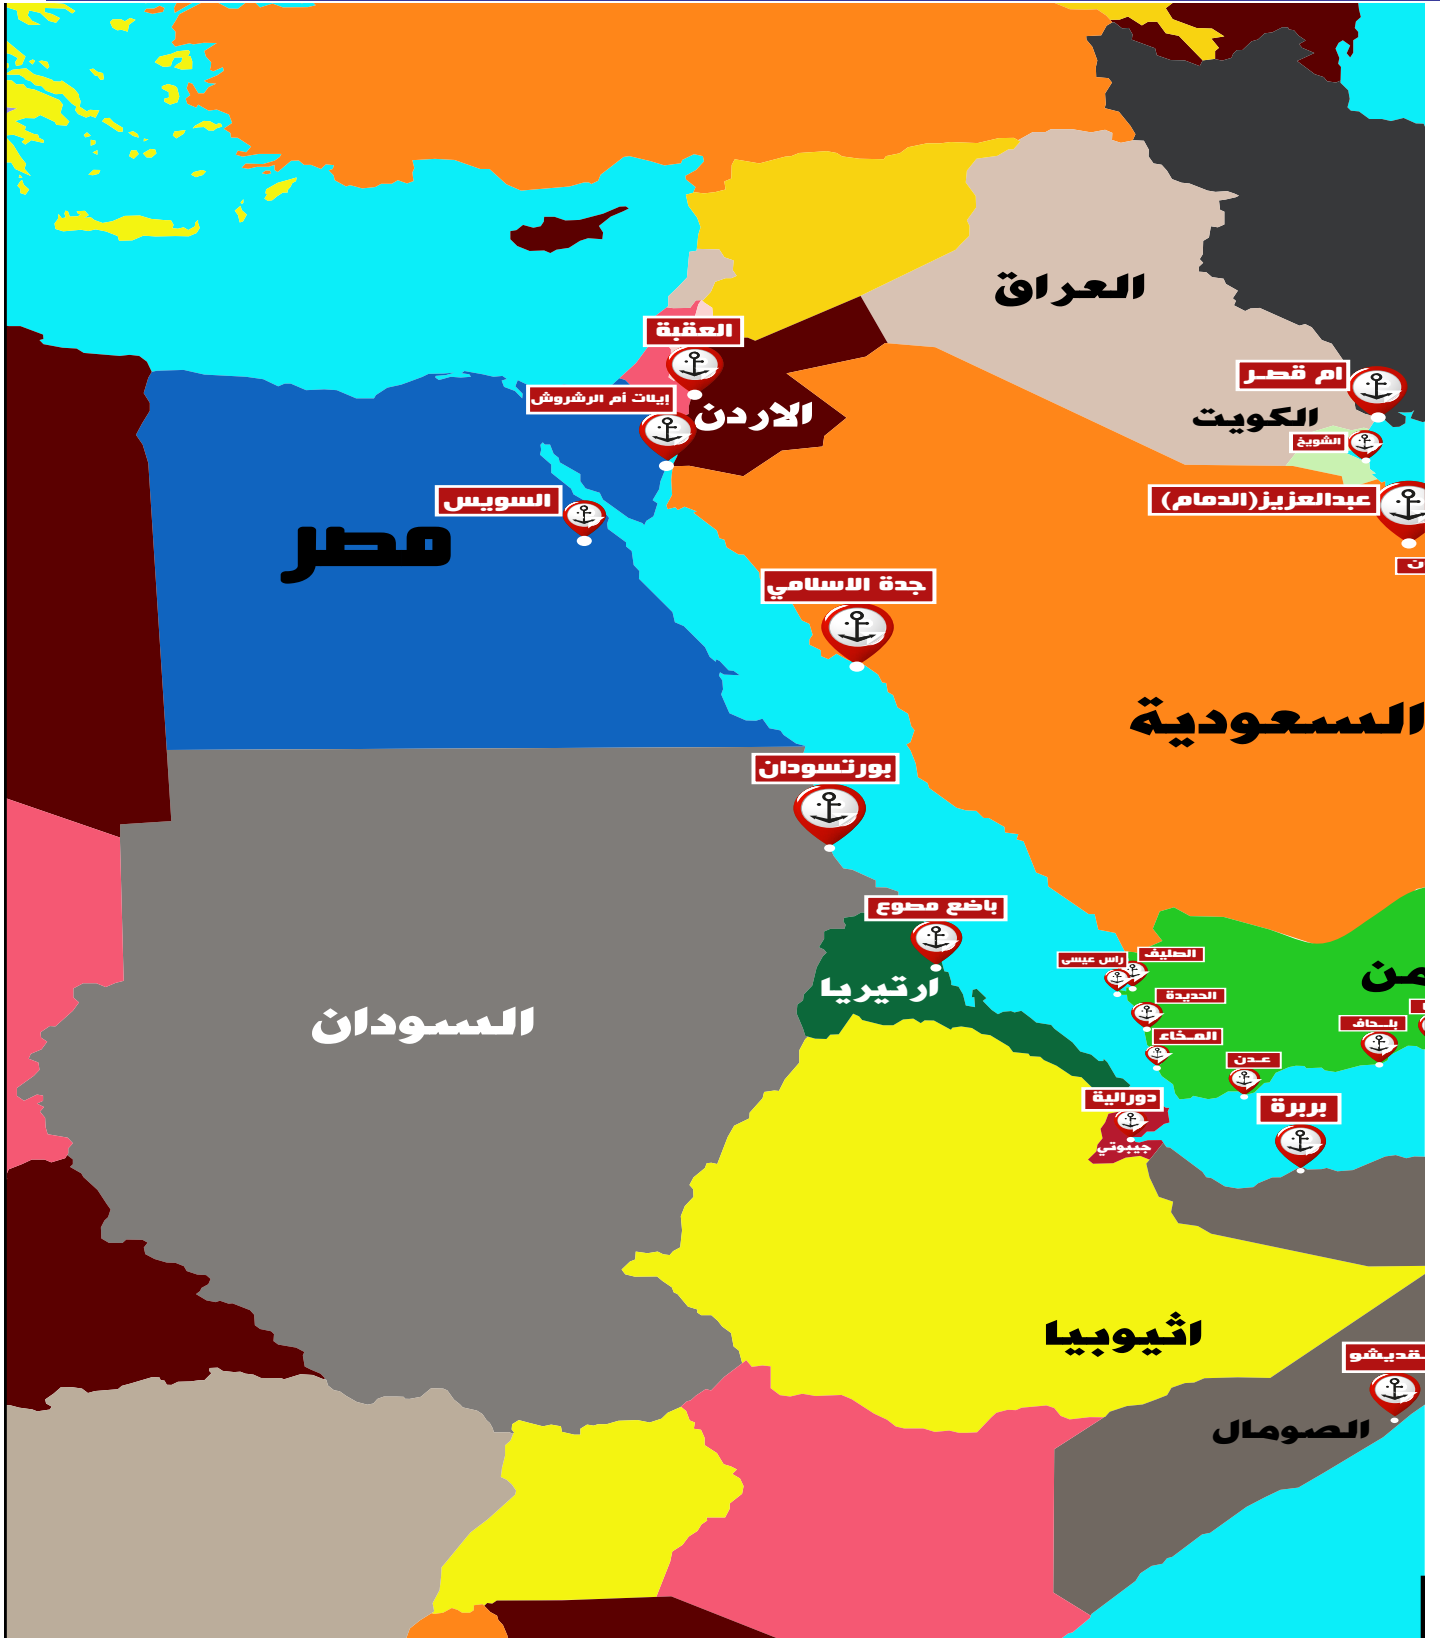 العراق
العقبة
ام قصر
إيلات أم الرشروش
الاردن
الكويت
الشويخ
السويس
عبدالعزيز(الدمام)
مصر
جدة الاسلامي
السعودية
بورتسودان
باضع مصوع
الصليف
راس عيسى
ارتيريا
الحديدة
السودان
بلحاف
المخاء
عدن
دورالية
بربرة
جيبوتي
اثيوبيا
الصومال